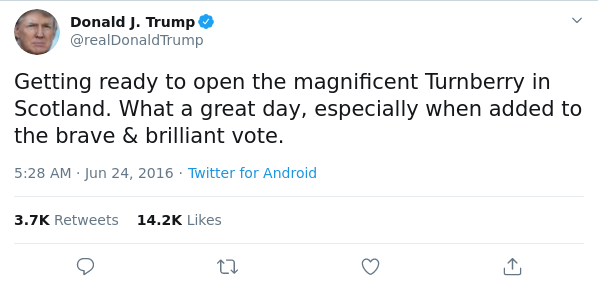 Donald J. Trump
@realDonaldTrump
Getting ready to open the magnificent Turnberry in
Scotland. What a great day, especially when added to
the brave & brilliant vote.
5:28 AM · Jun 24, 2016 · Twitter for Android
3.7K Retweets 14.2K Likes